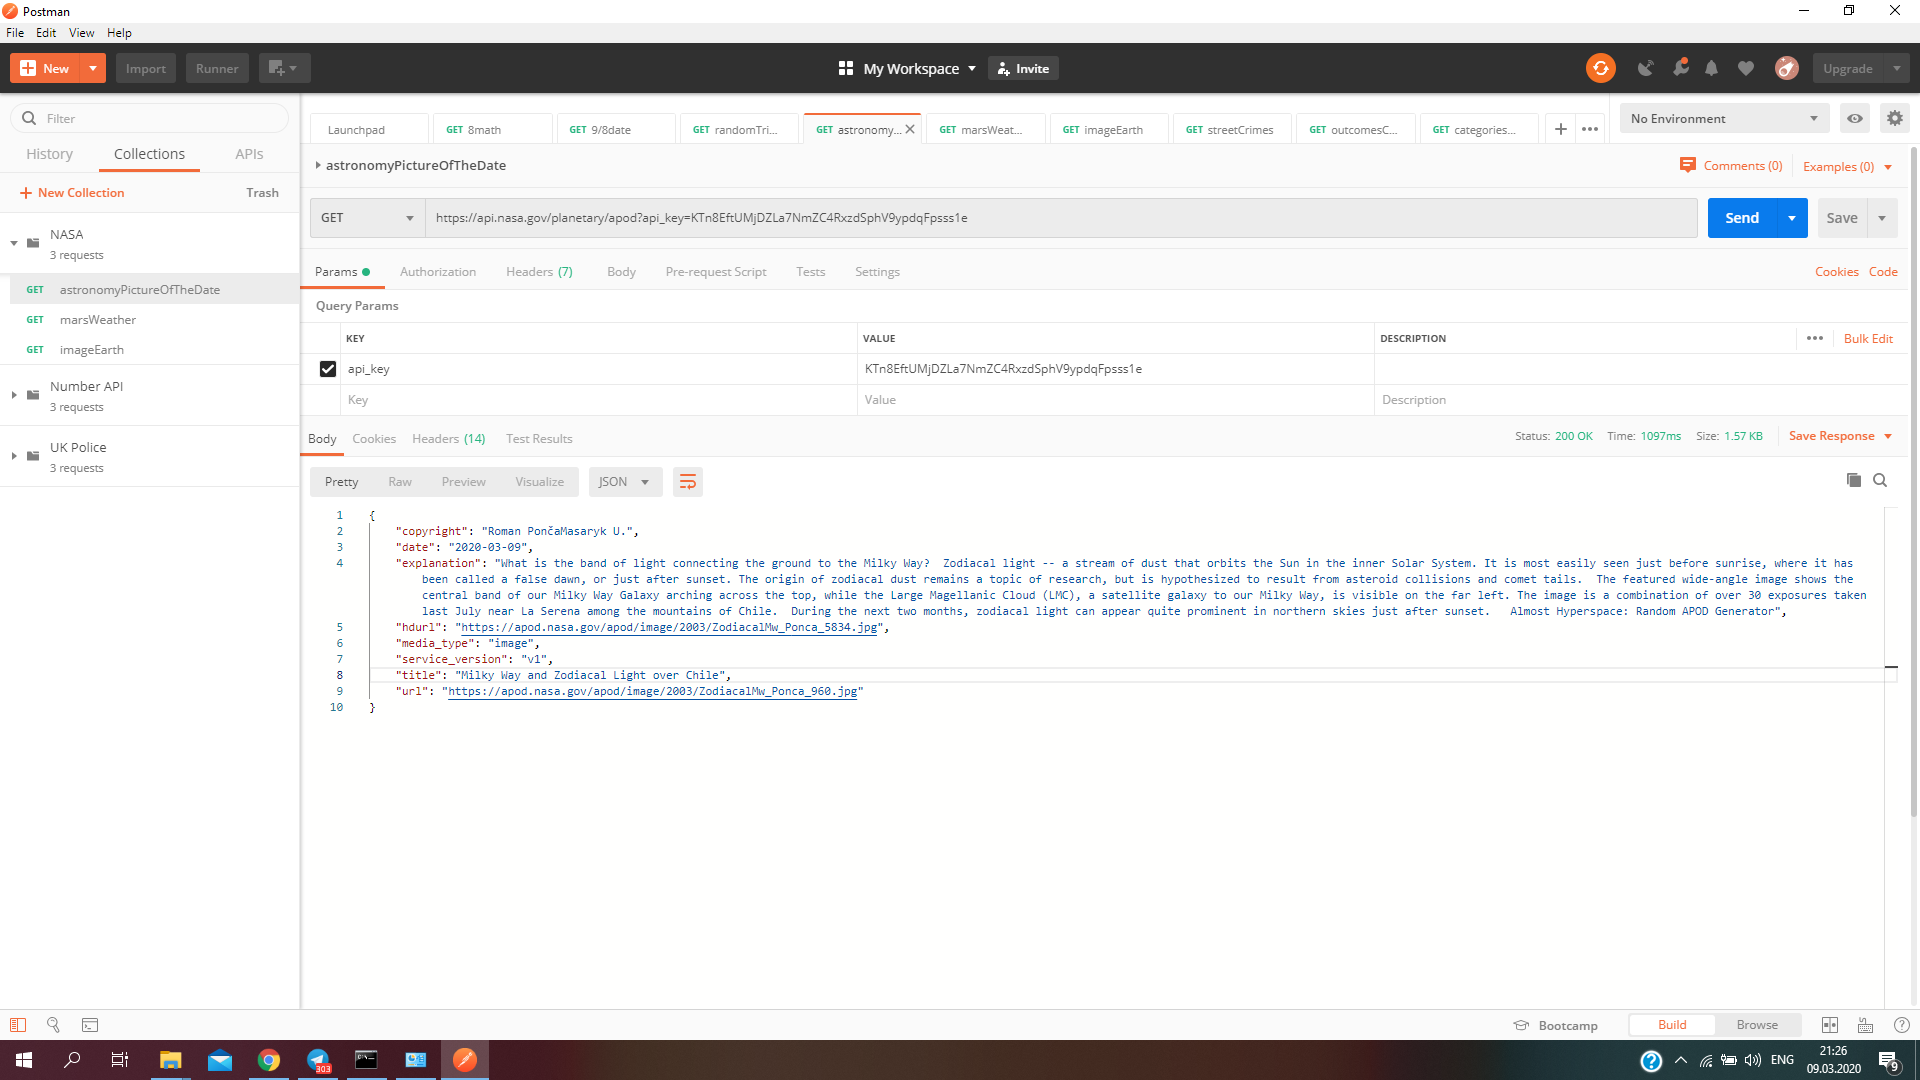 Postman
File Edit View Help
New Import Runner My Workspace Invite Upgrade
Filter
History Collections APIs
New Collection Trash
NASA
3 requests
GET astronomyPictureOfTheDate
GET marsWeather
GET imageEarth
Number API
3 requests
UK Police
3 requests
Launchpad GET 8math GET 9/8date GET randomTri... GET astronomy... GET marsWeat... GET imageEarth GET streetCrimes GET outcomesC... GET categories... No Environment
astronomyPictureOfTheDate Comments (0) Examples (0)
GET https://api.nasa.gov/planetary/apod?api_key=KTn8EftUMjDZLa7NmZC4RxzdSphV9ypdqFpsss1e Send Save
Params Authorization Headers (7) Body Pre-request Script Tests Settings Cookies Code
Query Params
KEY VALUE DESCRIPTION Bulk Edit
api_key KTn8EftUMjDZLa7NmZC4RxzdSphV9ypdqFpsss1e
Key Value Description
Body Cookies Headers (14) Test Results Status: 200 OK Time: 1097ms Size: 1.57 KB Save Response
Pretty Raw Preview Visualize JSON
1 {
2 "copyright": "Roman PončaMasaryk U.",
3 "date": "2020-03-09",
4 "explanation": "What is the band of light connecting the ground to the Milky Way?  Zodiacal light -- a stream of dust that orbits the Sun in the inner Solar System. It is most easily seen just before sunrise, where it has
been called a false dawn, or just after sunset. The origin of zodiacal dust remains a topic of research, but is hypothesized to result from asteroid collisions and comet tails.  The featured wide-angle image shows the
central band of our Milky Way Galaxy arching across the top, while the Large Magellanic Cloud (LMC), a satellite galaxy to our Milky Way, is visible on the far left. The image is a combination of over 30 exposures taken
last July near La Serena among the mountains of Chile.  During the next two months, zodiacal light can appear quite prominent in northern skies just after sunset.   Almost Hyperspace: Random APOD Generator",
5 "hdurl": "https://apod.nasa.gov/apod/image/2003/ZodiacalMw_Ponca_5834.jpg",
6 "media_type": "image",
7 "service_version": "v1",
8 "title": "Milky Way and Zodiacal Light over Chile",
9 "url": "https://apod.nasa.gov/apod/image/2003/ZodiacalMw_Ponca_960.jpg"
10 }
Bootcamp Build Browse
303 ENG 21:26
09.03.2020 9